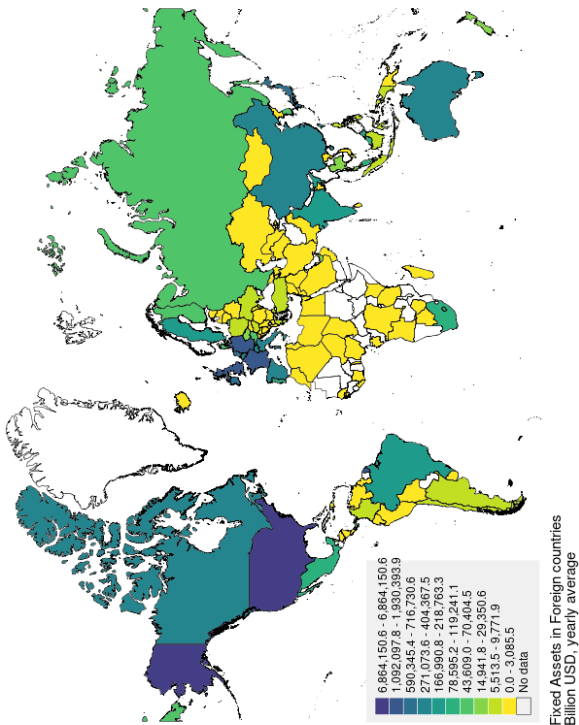 6,864,150.6 - 6,864,150.6
1,092,097.8 - 1,930,393.9
590,345.4 - 716,730.6
271,073.6 - 404,367.5
166,990.8 - 218,763.3
78,595.2 - 119,241.1
43,609.0 - 70,404.5
14,941.8 - 29,350.6
5,513.5 - 9,771.9
0.0 - 3,085.5
No data
Fixed Assets in Foreign countries
Billion USD, yearly average